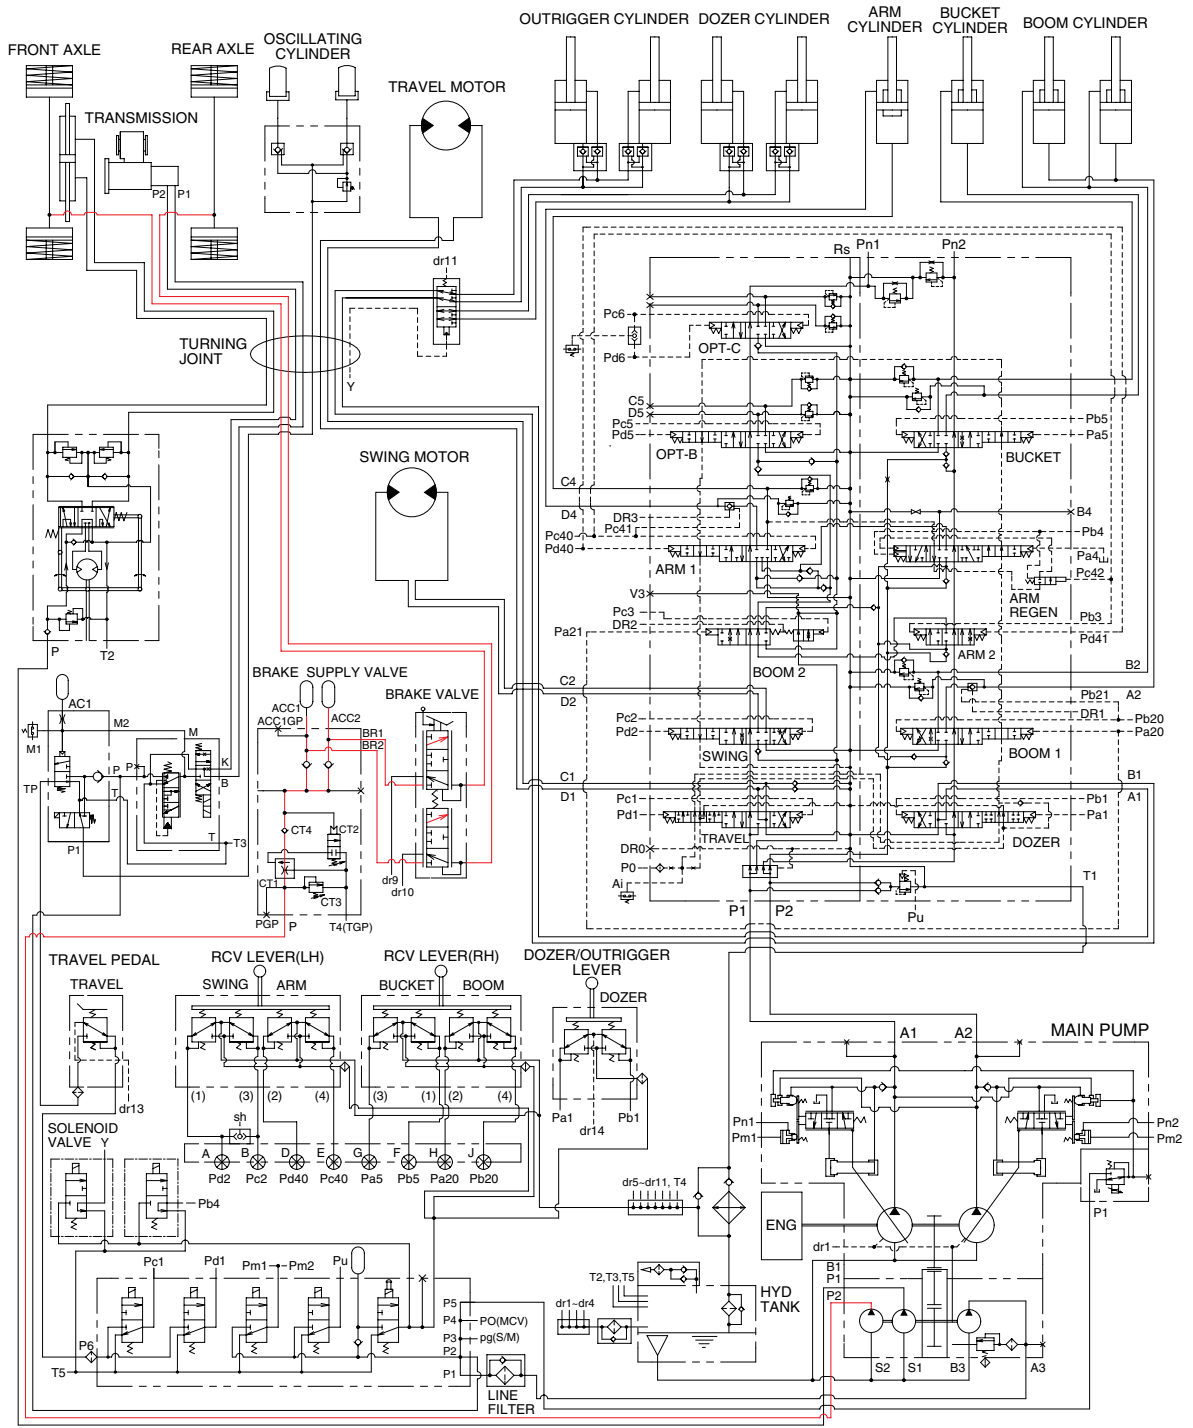 OUTRIGGER CYLINDER
DOZER CYLINDER
ARM
CYLINDER
BUCKET
CYLINDER
BOOM CYLINDER
FRONT AXLE
REAR AXLE
OSCILLATING
CYLINDER
TRAVEL MOTOR
TRANSMISSION
P2
P1
dr11
Rs
Pn1
Pn2
TURNING
JOINT
Y
Pc6
Pd6
OPT-C
C5
D5
Pc5
Pd5
OPT-B
Pb5
Pa5
BUCKET
SWING MOTOR
C4
D4
DR3
Pc41
Pc40
Pd40
B4
Pb4
Pa4
Pc42
ARM 1
ARM
REGEN
V3
Pc3
DR2
Pa21
Pb3
Pd41
BOOM 2
ARM 2
P
T2
BRAKE SUPPLY VALVE
BRAKE VALVE
C2
D2
B2
A2
Pb21
DR1
Pb20
Pa20
AC1
M2
M1
M
ACC1
ACC1GP
ACC2
BR1
BR2
Pc2
Pd2
SWING
BOOM 1
P
P
K
B
TP
T
T
T3
P1
C1
D1
B1
A1
Pc1
Pd1
TRAVEL
Pb1
Pa1
DOZER
CT4
CT2
CT1
CT3
dr9
dr10
DR0
P0
Ai
T1
PGP
P
T4(TGP)
P1
P2
Pu
TRAVEL PEDAL
RCV LEVER(LH)
RCV LEVER(RH)
DOZER/OUTRIGGER
LEVER
TRAVEL
SWING
ARM
BUCKET
BOOM
DOZER
A1
A2
MAIN PUMP
dr13
(1)
(3)
(2)
(4)
(3)
(1)
(2)
(4)
Pa1
Pb1
dr14
Pn1
Pm1
Pn2
Pm2
SOLENOID
VALVE
Y
sh
A
B
D
E
G
F
H
J
Pd2
Pc2
Pd40
Pc40
Pa5
Pb5
Pa20
Pb20
dr5~dr11, T4
Pb4
ENG
P1
dr1
Pc1
Pd1
Pm1
Pm2
Pu
B1
P1
P2
T2,T3,T5
dr1~dr4
HYD
TANK
P5
P4
PO(MCV)
P3
pg(S/M)
P2
P1
P6
T5
LINE
FILTER
S2
S1
B3
A3